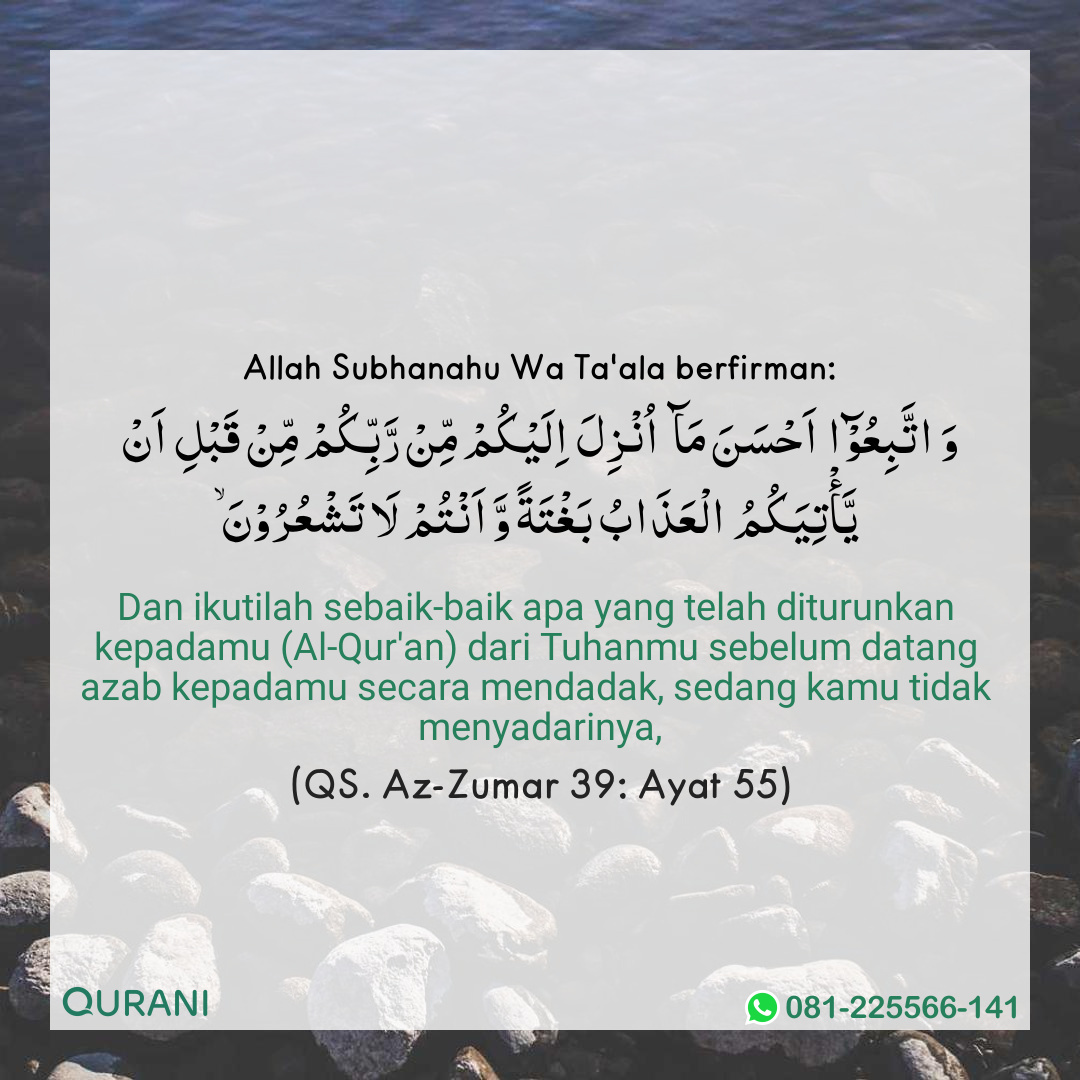 Allah Subhanahu Wa Ta'ala berfirman:
وَ اتَّبِعُوْۤا اَحْسَنَ مَاۤ اُنْزِلَ اِلَيْكُمْ مِّنْ رَّبِّكُمْ مِّنْ قَبْلِ اَنْ
يَّأْتِيَكُمُ الْعَذَابُ بَغْتَةً وَّاَنْتُمْ لَا تَشْعُرُوْنَ ۙ
Dan ikutilah sebaik-baik apa yang telah diturunkan
kepadamu (Al-Qur'an) dari Tuhanmu sebelum datang
azab kepadamu secara mendadak, sedang kamu tidak
menyadarinya,
(QS. Az-Zumar 39: Ayat 55)
QURANI
081-225566-141